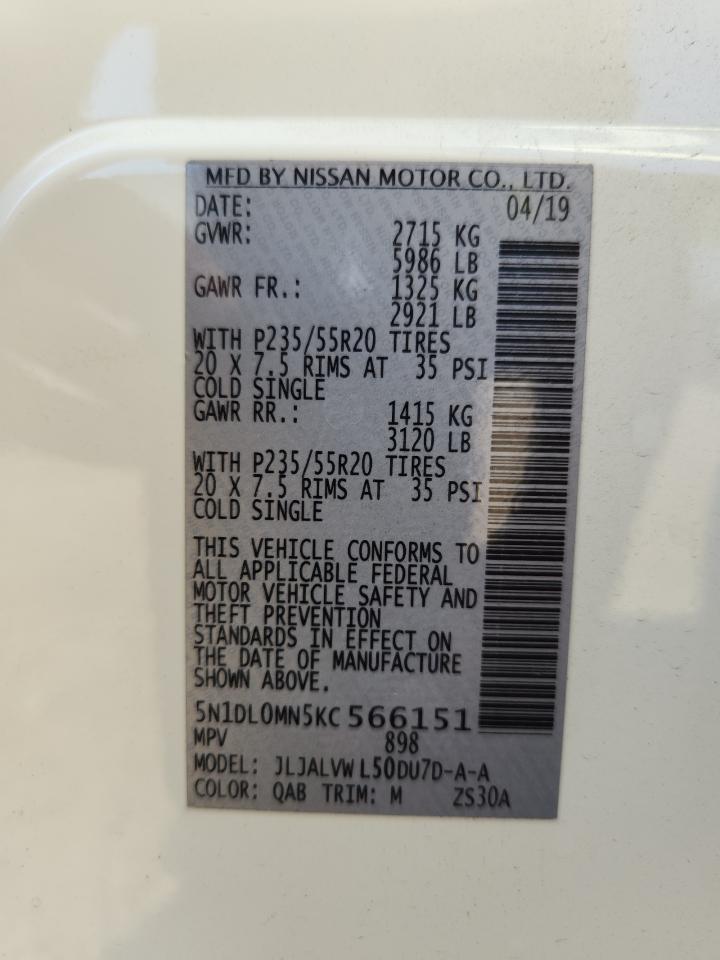 MFD BY NISSAN MOTOR CO., LTD.
DATE: 04/19
GVWR: 2715 KG
5986 LB
GAWR FR.: 1325 KG
2921 LB
WITH P235/55R20 TIRES
20 X 7.5 RIMS AT 35 PSI
COLD SINGLE
GAWR RR.: 1415 KG
3120 LB
WITH P235/55R20 TIRES
20 X 7.5 RIMS AT 35 PSI
COLD SINGLE
THIS VEHICLE CONFORMS TO
ALL APPLICABLE FEDERAL
MOTOR VEHICLE SAFETY AND
THEFT PREVENTION
STANDARDS IN EFFECT ON
THE DATE OF MANUFACTURE
SHOWN ABOVE.
5N1DL0MN5KC566151
MPV 898
MODEL: JLJALVWL50DU7D-A-A
COLOR: QAB TRIM: M ZS30A